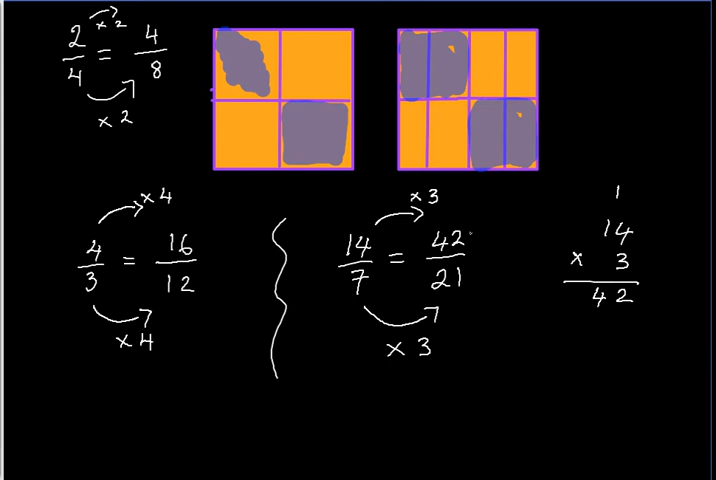 x 2
2/4 = 4/8
x 2
x 4
4/3 = 16/12
x 4
x 3
14/7 = 42/21
x 3
1
14
x 3
42